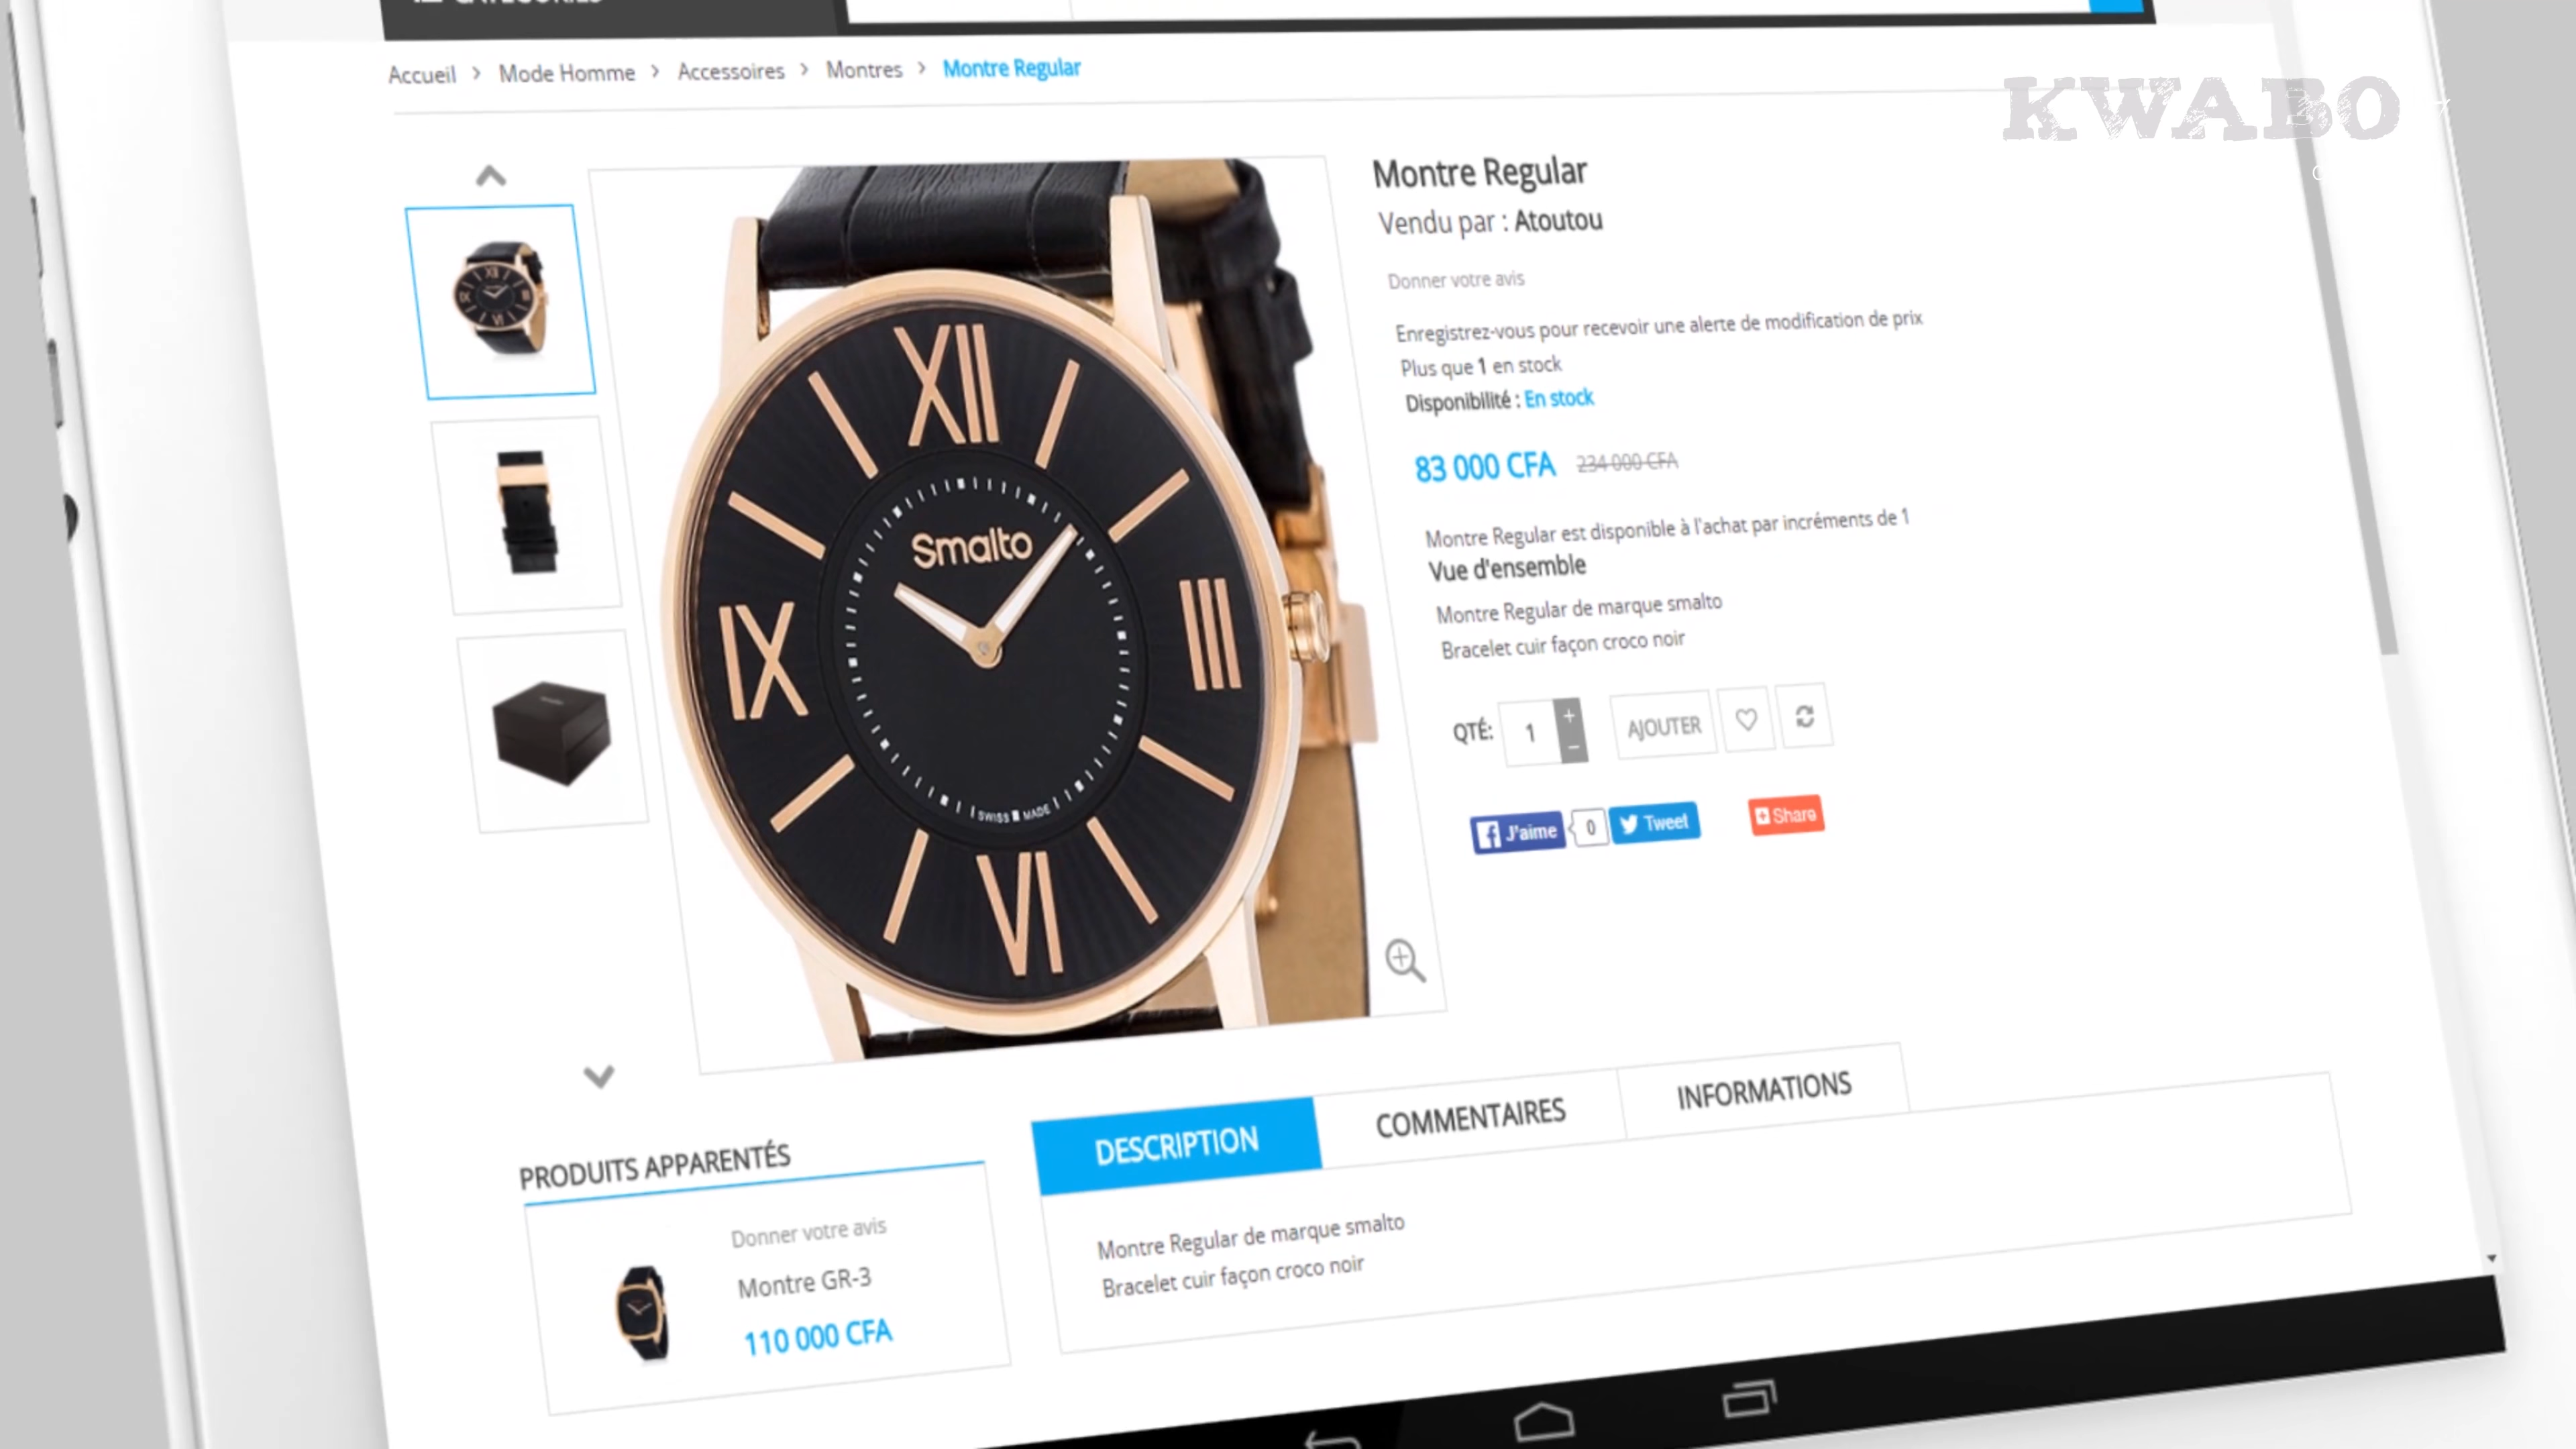 CATEGORIES
Accueil > Mode Homme > Accessoires > Montres > Montre Regular
KWABO
Montre Regular
Vendu par : Atoutou
Donner votre avis
Enregistrez-vous pour recevoir une alerte de modification de prix
Plus que 1 en stock
Disponibilité : En stock
83 000 CFA 234 000 CFA
Montre Regular est disponible à l'achat par incréments de 1
Vue d'ensemble
Montre Regular de marque smalto
Bracelet cuir façon croco noir
QTÉ: 1 + − AJOUTER
J'aime 0 Tweet Share
XII
Smalto
IX III
SWISS MADE
VI
DESCRIPTION COMMENTAIRES INFORMATIONS
Montre Regular de marque smalto
Bracelet cuir façon croco noir
PRODUITS APPARENTÉS
Donner votre avis
Montre GR-3
110 000 CFA